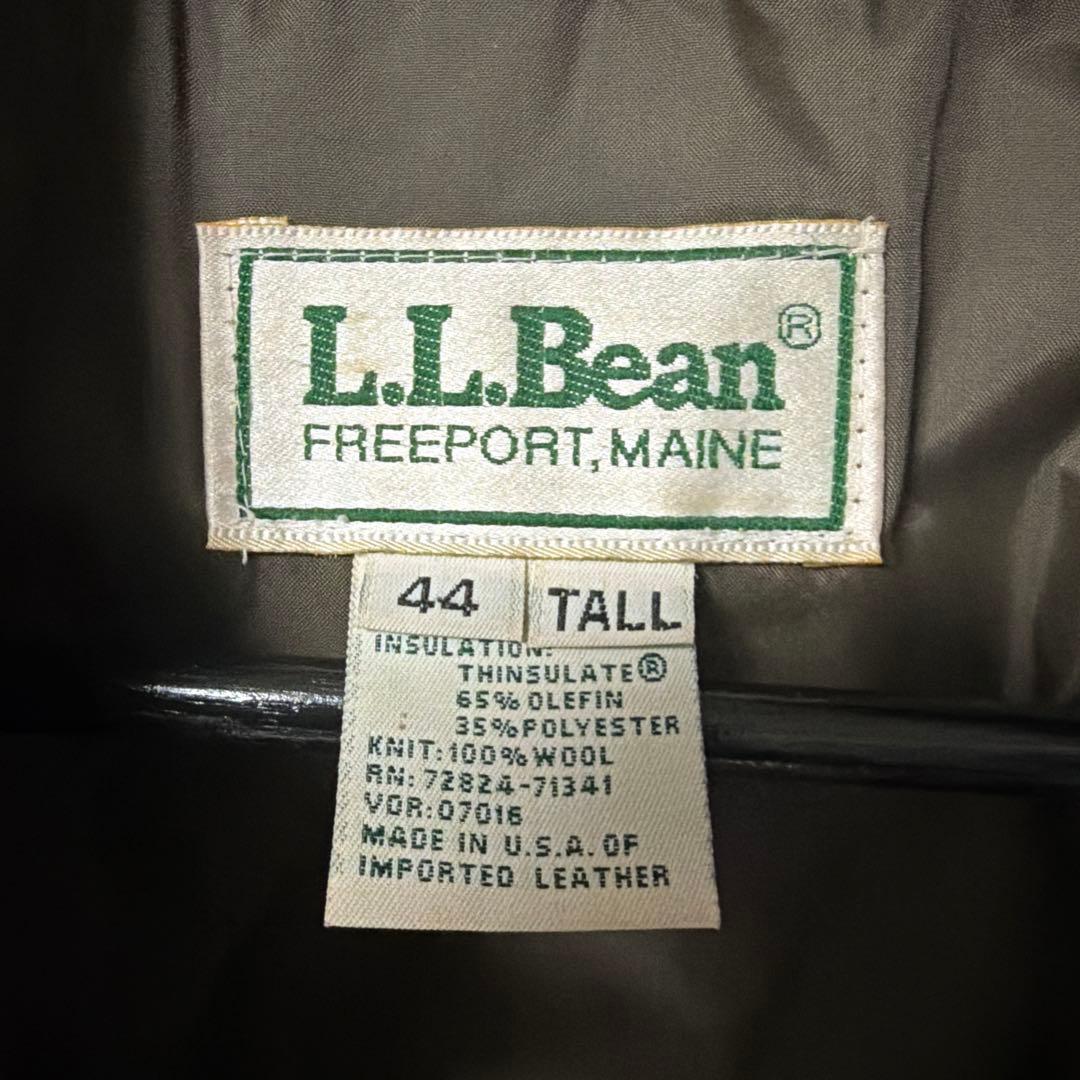 L.L.Bean®
FREEPORT, MAINE
44 TALL
INSULATION:
THINSULATE®
65% OLEFIN
35% POLYESTER
KNIT: 100% WOOL
RN: 72824-71341
VDR: 07016
MADE IN U.S.A. OF
IMPORTED LEATHER